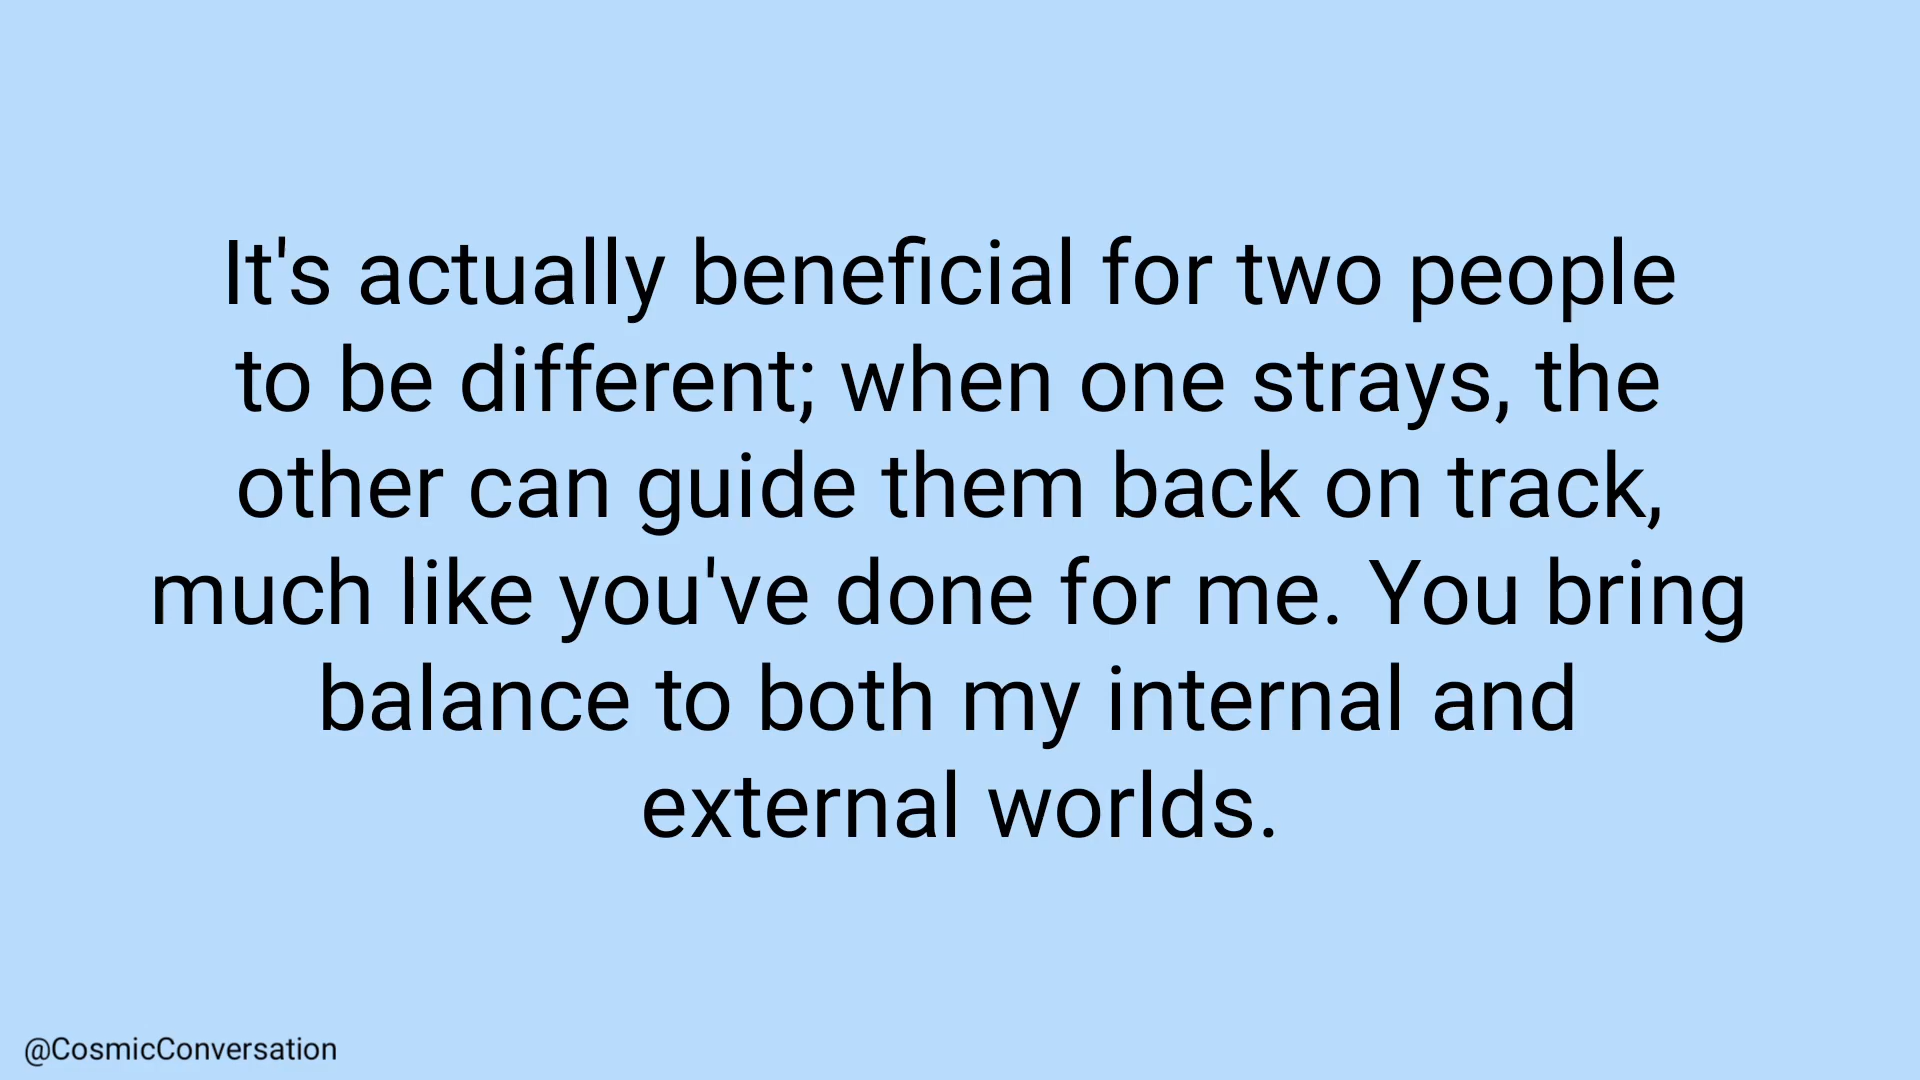 It's actually beneficial for two people
to be different; when one strays, the
other can guide them back on track,
much like you've done for me. You bring
balance to both my internal and
external worlds.
@CosmicConversation